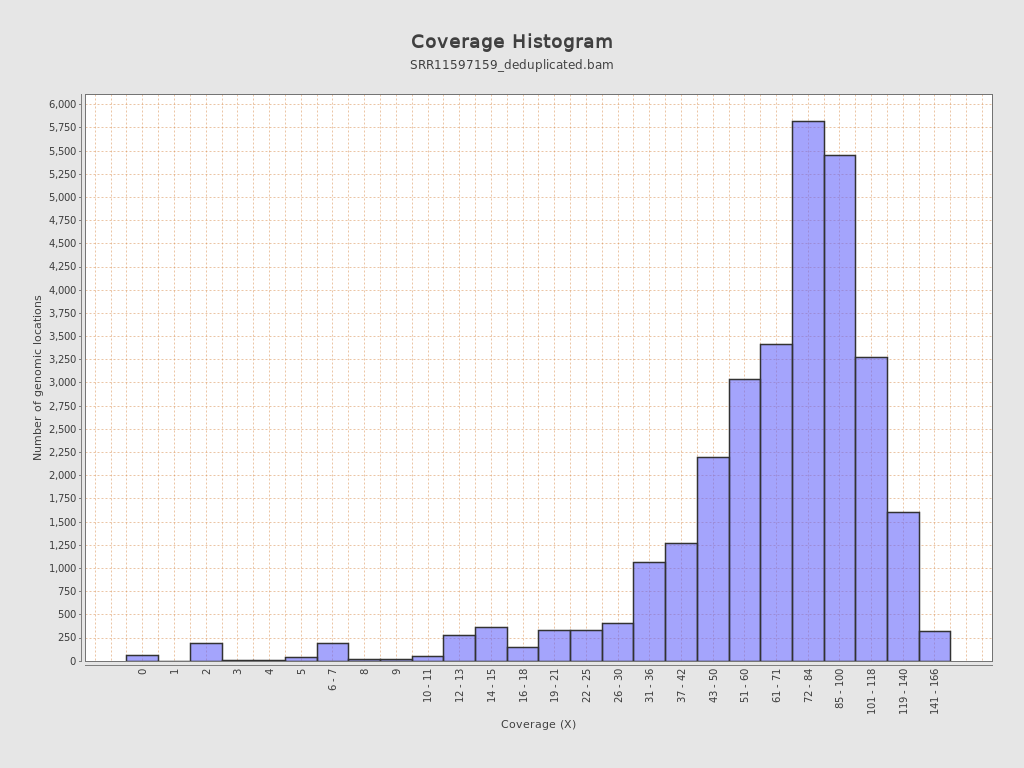 Coverage Histogram
SRR11597159_deduplicated.bam
6,000
5,750
5,500
5,250
5,000
4,750
4,500
4,250
4,000
3,750
3,500
3,250
3,000
2,750
2,500
2,250
2,000
1,750
1,500
1,250
1,000
750
500
250
0
Number of genomic locations
0
1
2
3
4
5
6 - 7
8
9
10 - 11
12 - 13
14 - 15
16 - 18
19 - 21
22 - 25
26 - 30
31 - 36
37 - 42
43 - 50
51 - 60
61 - 71
72 - 84
85 - 100
101 - 118
119 - 140
141 - 166
Coverage (X)